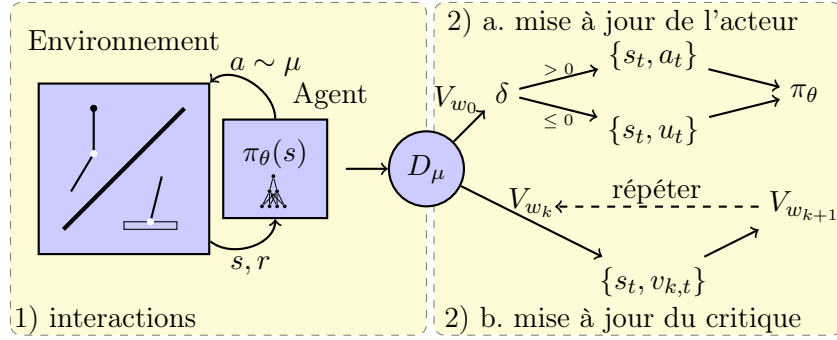 Environnement
a ∼ μ
Agent
π_θ(s)
s, r
1) interactions
D_μ
2) a. mise à jour de l'acteur
V_{w_0}
δ
> 0
≤ 0
{s_t, a_t}
{s_t, u_t}
π_θ
V_{w_k}
répéter
V_{w_{k+1}}
{s_t, v_{k,t}}
2) b. mise à jour du critique